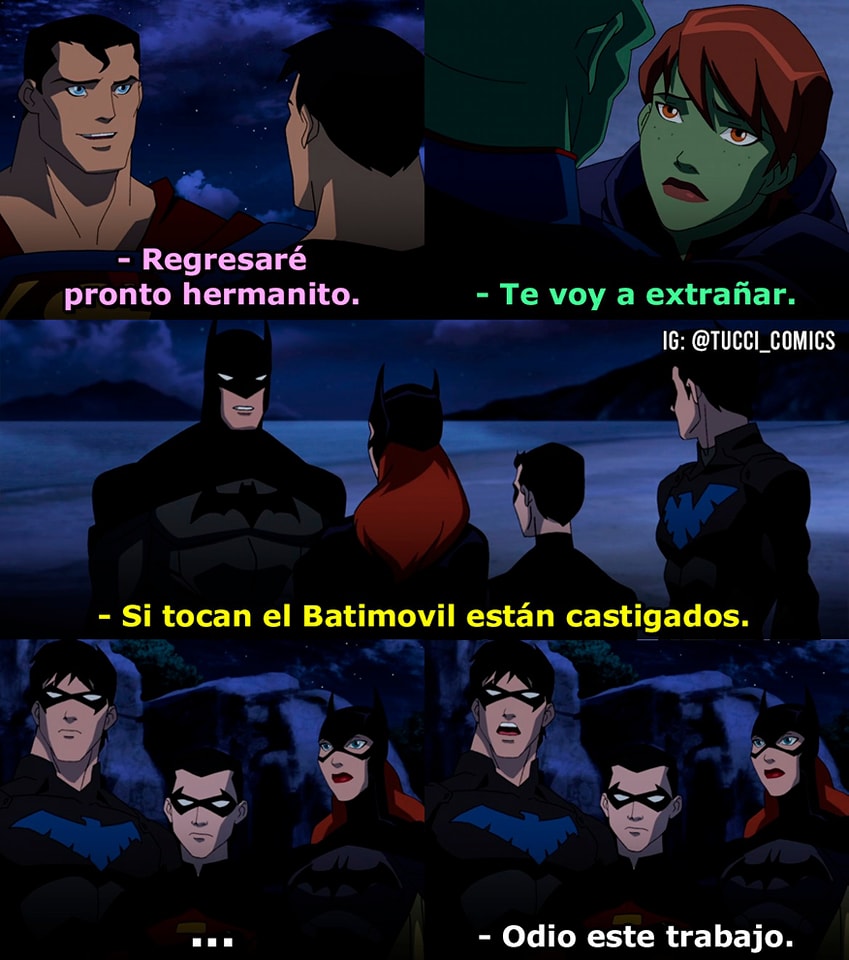 - Regresaré
pronto hermanito.
- Te voy a extrañar.
IG: @TUCCI_COMICS
- Si tocan el Batimovil están castigados.
...
- Odio este trabajo.